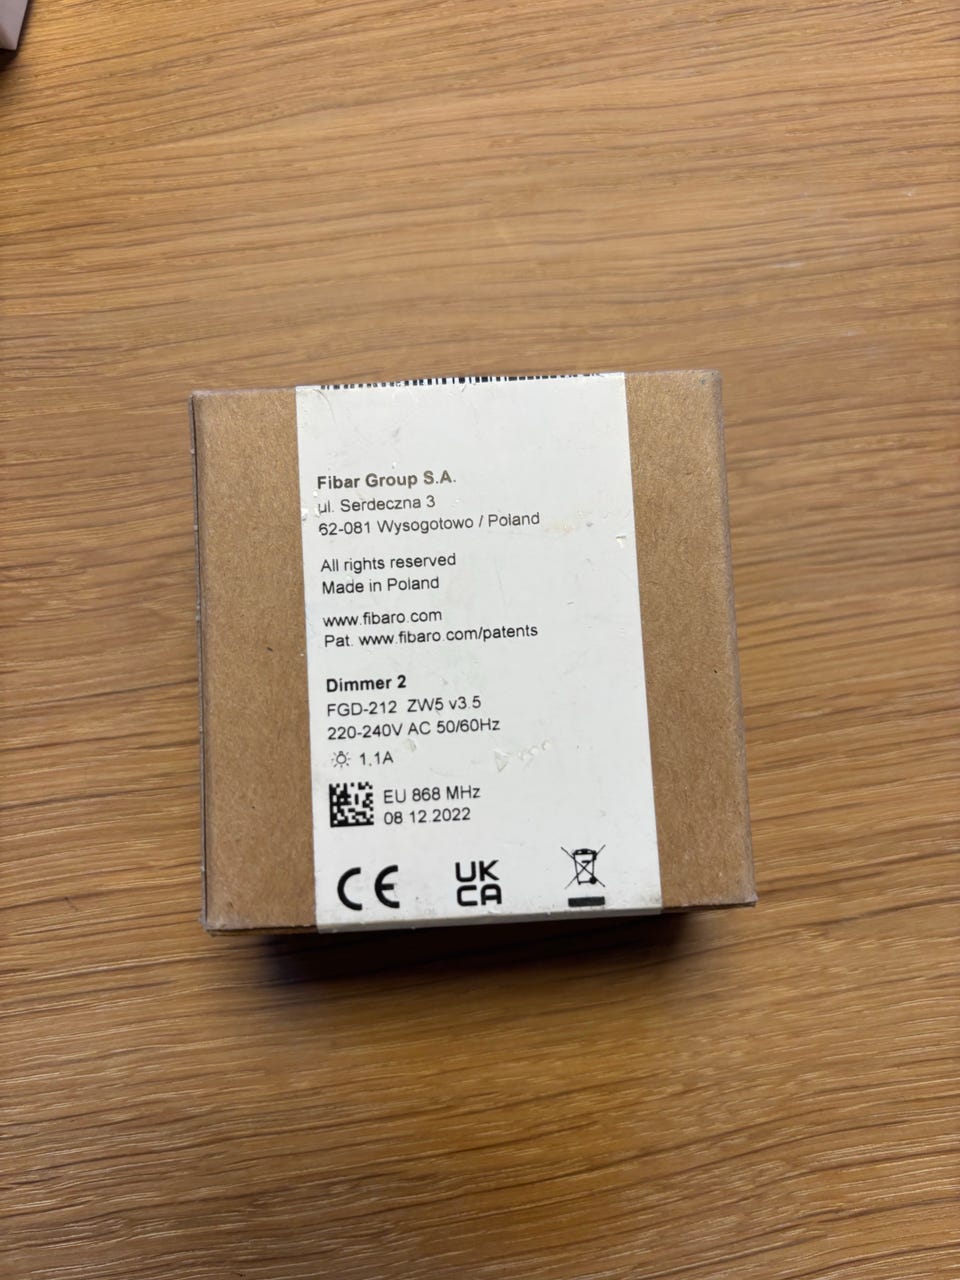 Fibar Group S.A.
ul. Serdeczna 3
62-081 Wysogotowo / Poland
All rights reserved
Made in Poland
www.fibaro.com
Pat. www.fibaro.com/patents
Dimmer 2
FGD-212 ZW5 v3.5
220-240V AC 50/60Hz
1,1A
EU 868 MHz
08.12.2022
CE
UK
CA